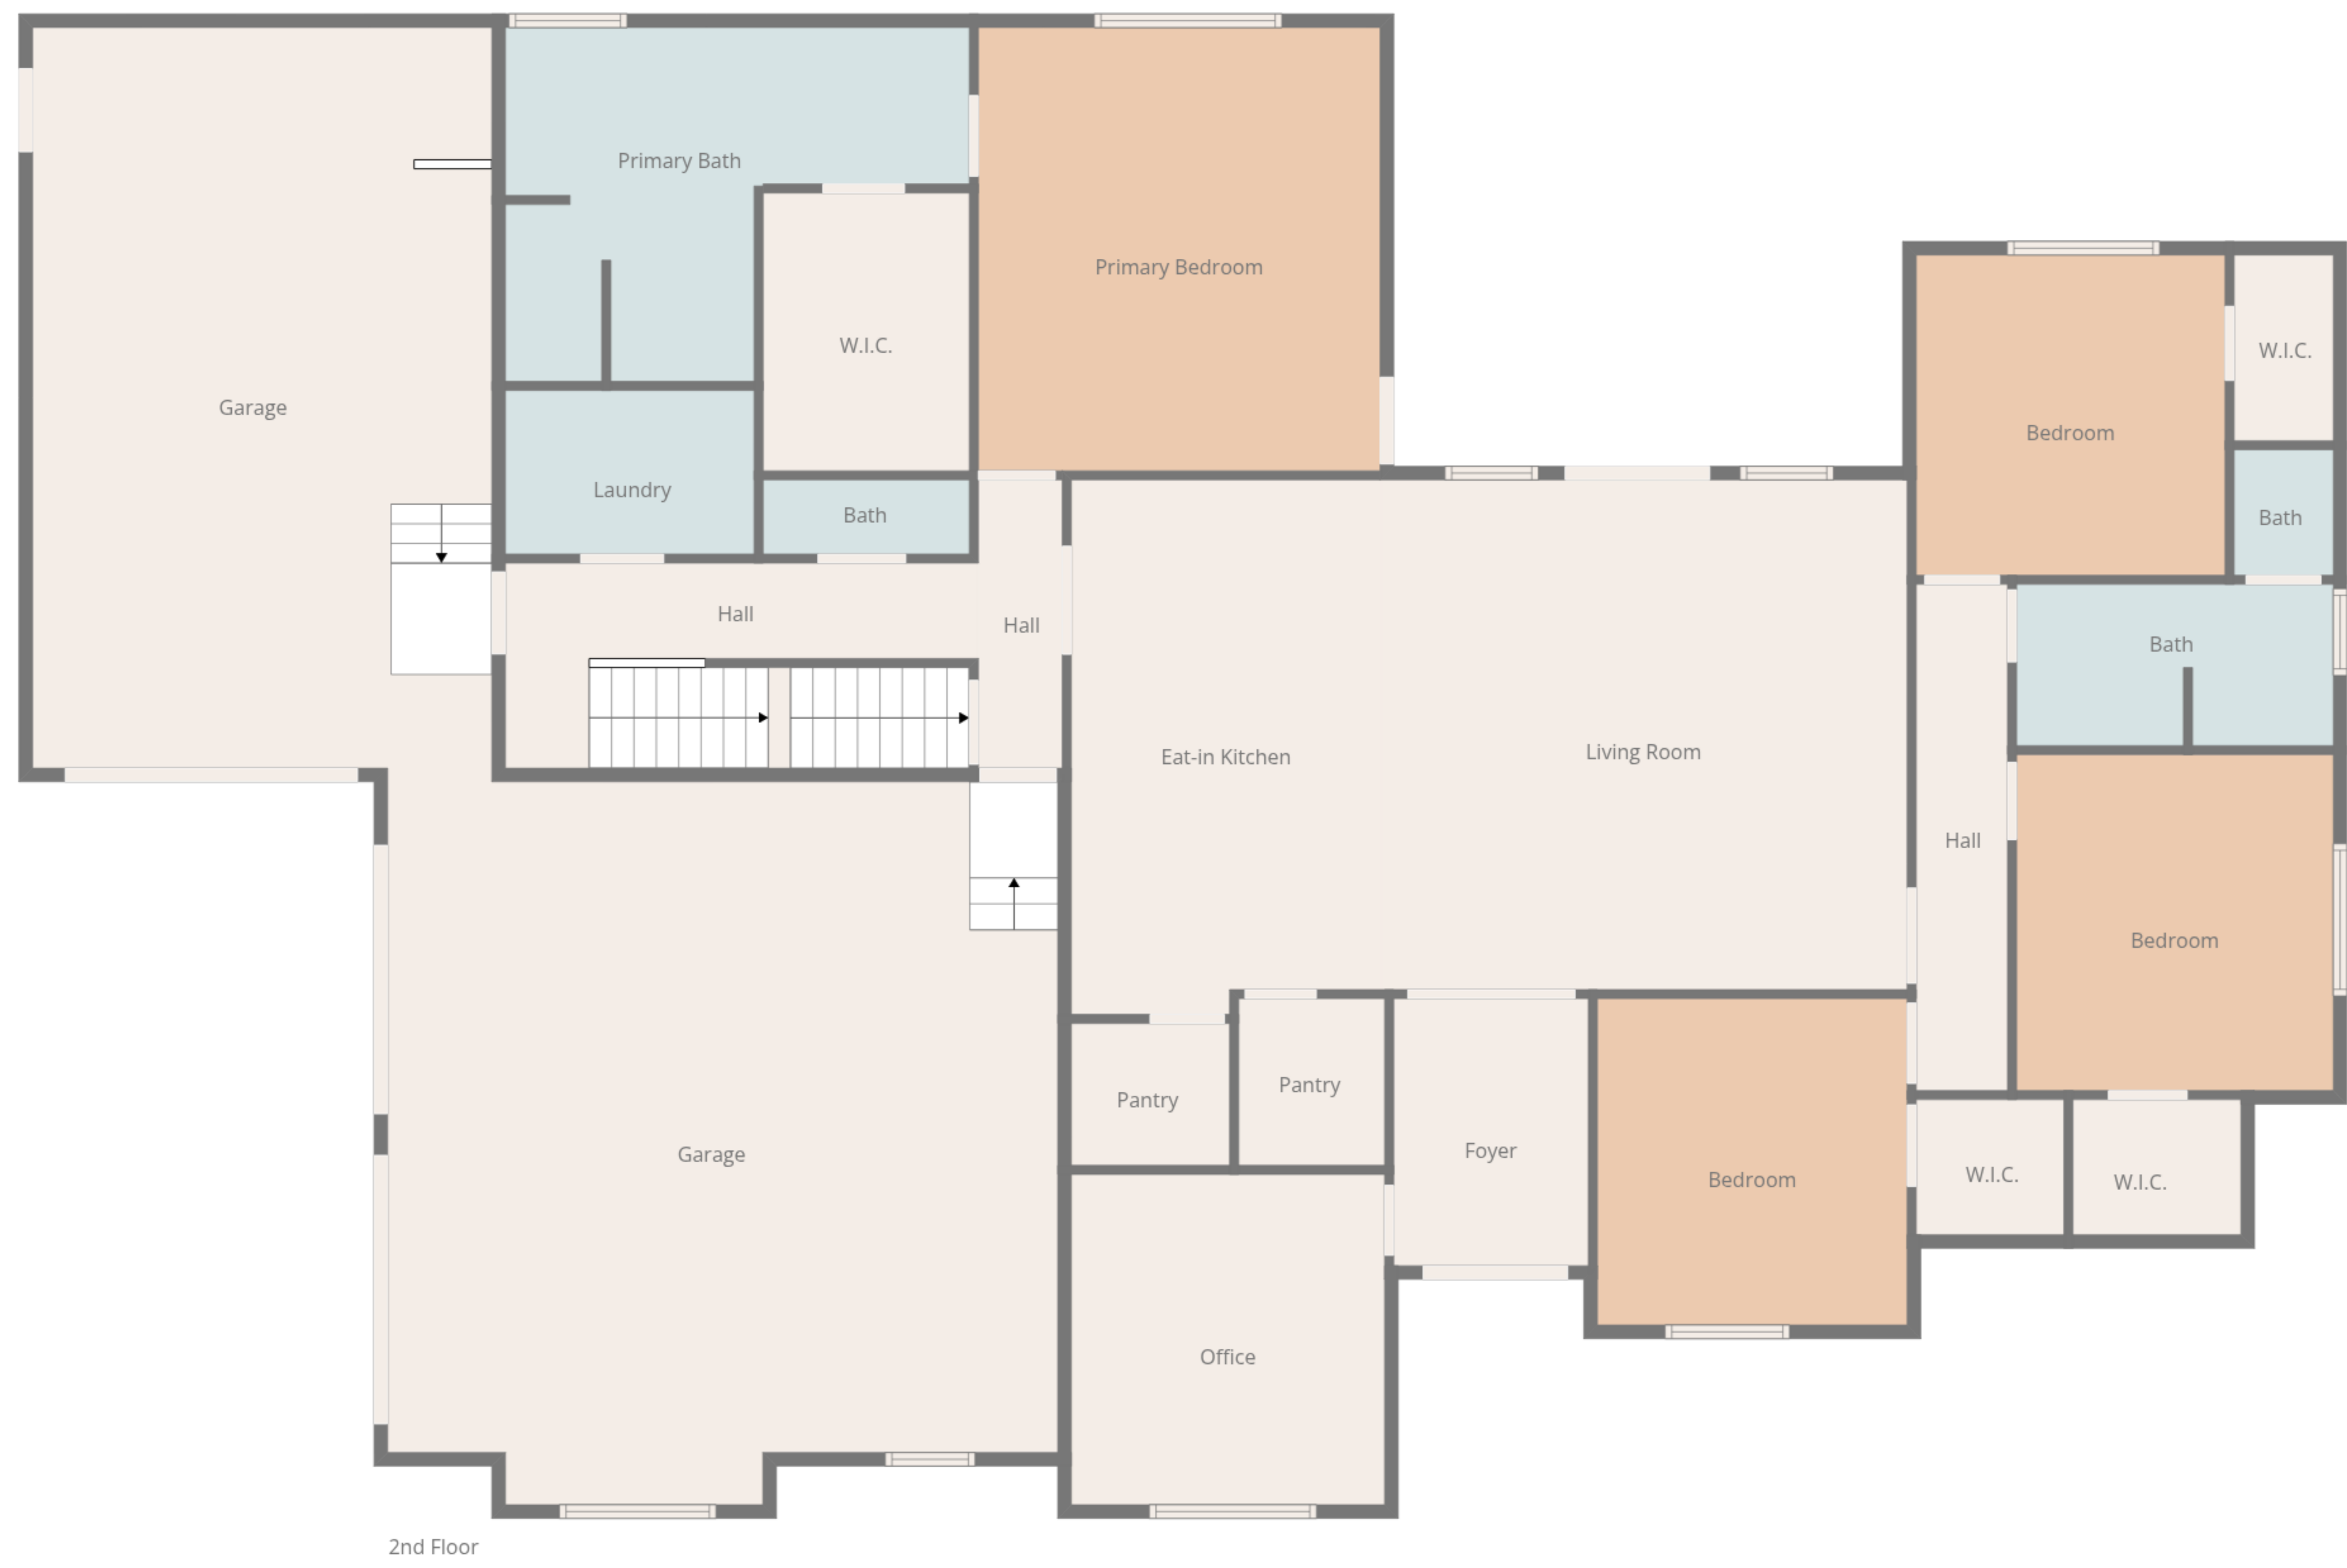 Primary Bath
Primary Bedroom
W.I.C.
W.I.C.
Garage
Bedroom
Laundry
Bath
Bath
Hall
Hall
Bath
Eat-in Kitchen
Living Room
Hall
Bedroom
Pantry
Pantry
Garage
Foyer
Bedroom
W.I.C.
W.I.C.
Office
2nd Floor